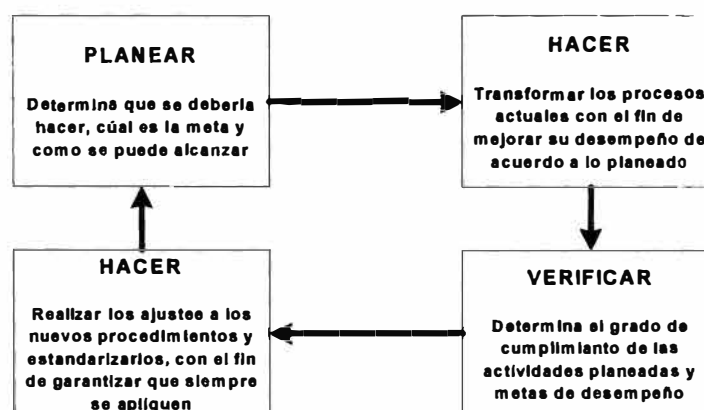 PLANEAR
Determina que se debería
hacer, cúal es la meta y
como se puede alcanzar
HACER
Transformar los procesos
actuales con el fin de
mejorar su desempeño de
acuerdo a lo planeado
HACER
Realizar los ajustee a los
nuevos procedimientos y
estandarizarlos, con el fin
de garantizar que siempre
se apliquen
VERIFICAR
Determina el grado de
cumplimianto de las
actividades planeadas y
metas de desempeño